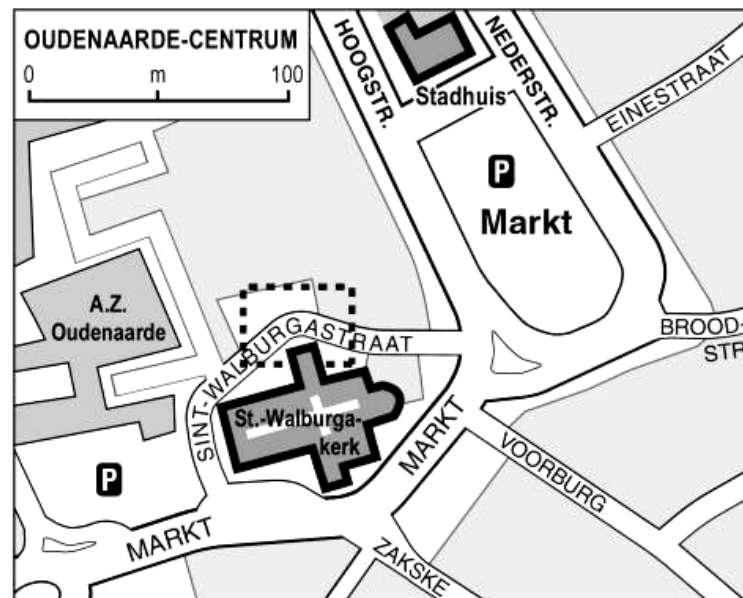 OUDENAARDE-CENTRUM
0 m 100
HOOGSTR.
NEDERSTR.
Stadhuis
EINESTRAAT
P
Markt
A.Z.
Oudenaarde
SINT-WALBURGASTRAAT
BROOD-
STR
St.-Walburga-
kerk
MARKT
VOORBURG
P
MARKT
ZAKSKE